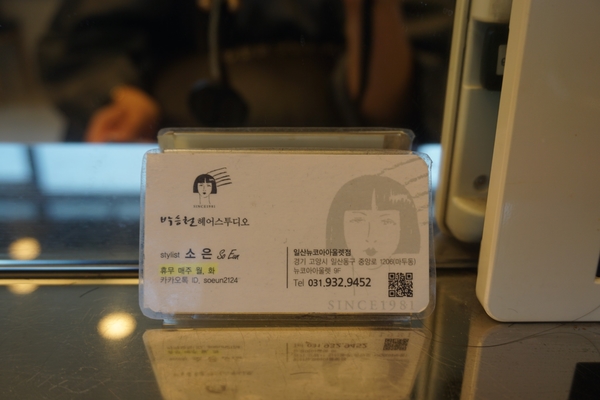 SINCE1981
박승철헤어스투디오
stylist 소 은 So Eun
휴무 매주 월, 화
카카오톡 ID. soeun2124
일산뉴코아아울렛점
경기 고양시 일산동구 중앙로 1206(마두동)
뉴코아아울렛 9F
Tel 031.932.9452
SINCE1981